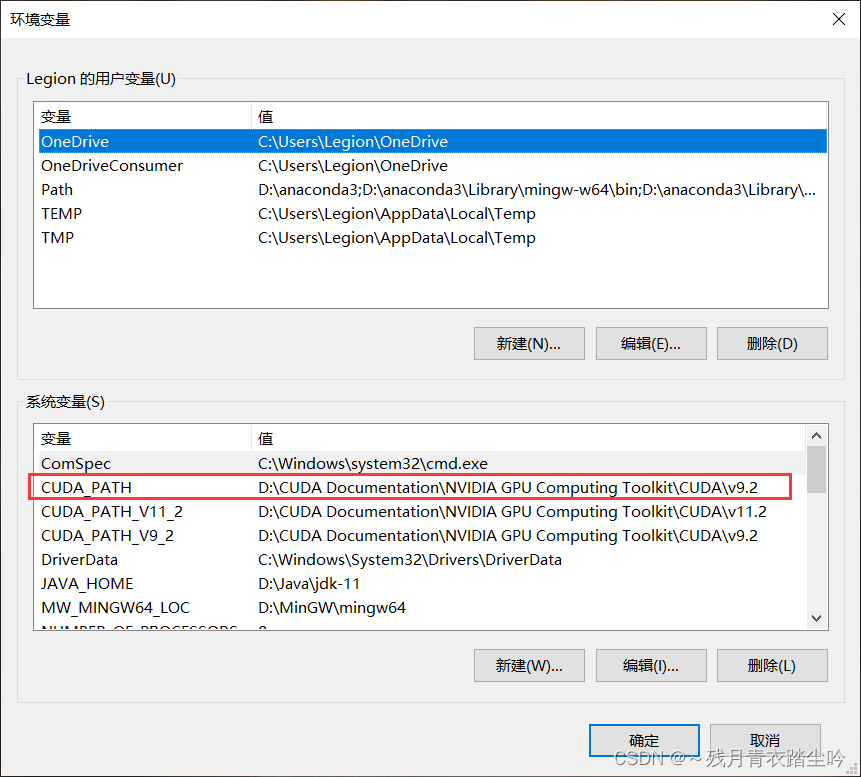 环境变量
Legion 的用户变量(U)
变量 值
OneDrive C:\Users\Legion\OneDrive
OneDriveConsumer C:\Users\Legion\OneDrive
Path D:\anaconda3;D:\anaconda3\Library\mingw-w64\bin;D:\anaconda3\Library\...
TEMP C:\Users\Legion\AppData\Local\Temp
TMP C:\Users\Legion\AppData\Local\Temp
新建(N)... 编辑(E)... 删除(D)
系统变量(S)
变量 值
ComSpec C:\Windows\system32\cmd.exe
CUDA_PATH D:\CUDA Documentation\NVIDIA GPU Computing Toolkit\CUDA\v9.2
CUDA_PATH_V11_2 D:\CUDA Documentation\NVIDIA GPU Computing Toolkit\CUDA\v11.2
CUDA_PATH_V9_2 D:\CUDA Documentation\NVIDIA GPU Computing Toolkit\CUDA\v9.2
DriverData C:\Windows\System32\Drivers\DriverData
JAVA_HOME D:\Java\jdk-11
MW_MINGW64_LOC D:\MinGW\mingw64
NUMBER_OF_PROCESSORS
新建(W)... 编辑(I)... 删除(L)
确定 取消
CSDN @~残月青衣踏尘吟